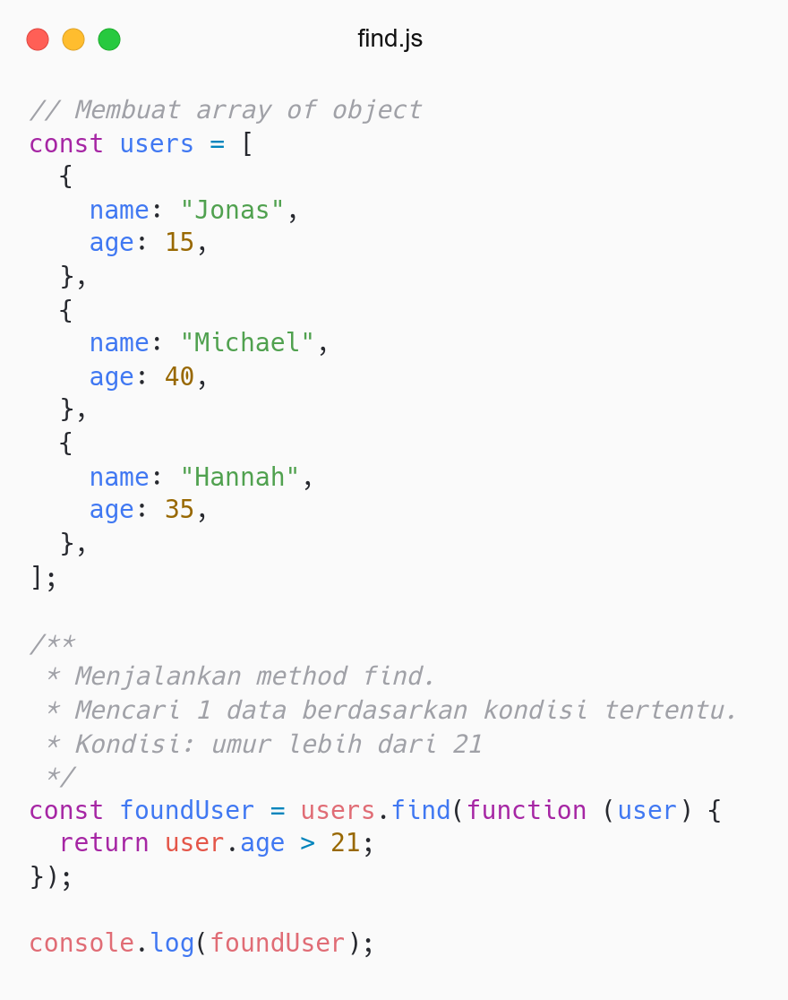 find.js
// Membuat array of object
const users = [
  {
    name: "Jonas",
    age: 15,
  },
  {
    name: "Michael",
    age: 40,
  },
  {
    name: "Hannah",
    age: 35,
  },
];

/**
 * Menjalankan method find.
 * Mencari 1 data berdasarkan kondisi tertentu.
 * Kondisi: umur lebih dari 21
 */
const foundUser = users.find(function (user) {
  return user.age > 21;
});

console.log(foundUser);